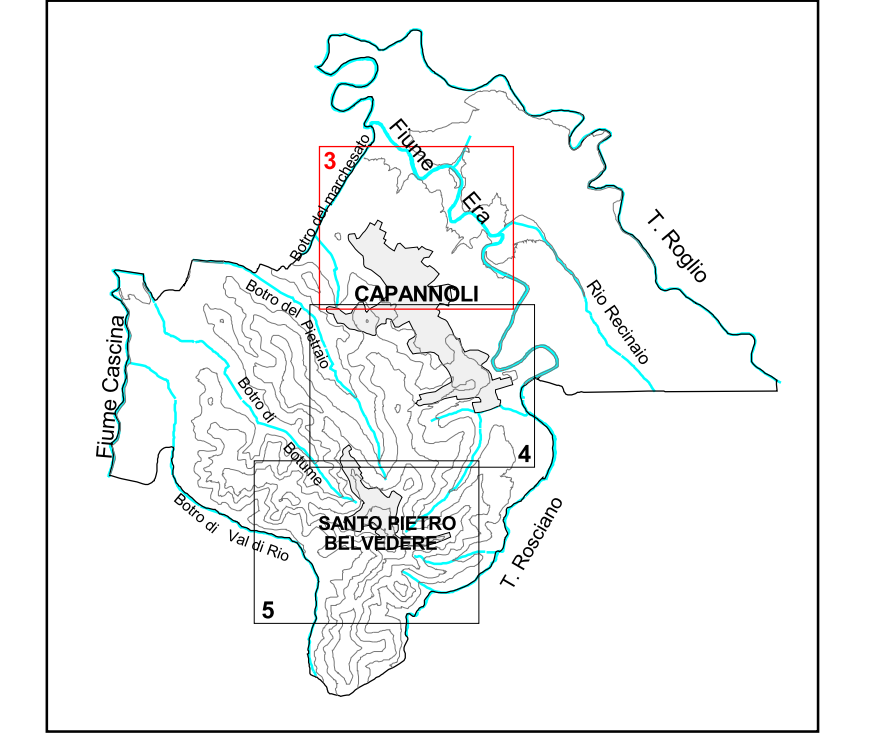 Fiume
Era
3
Botro del marchesato
T. Roglio
CAPANNOLI
Botro del Pietraio
Rio Recinaio
Fiume Cascina
Botro di
Botume
4
Botro di Val di Rio
SANTO PIETRO
BELVEDERE
T. Rosciano
5